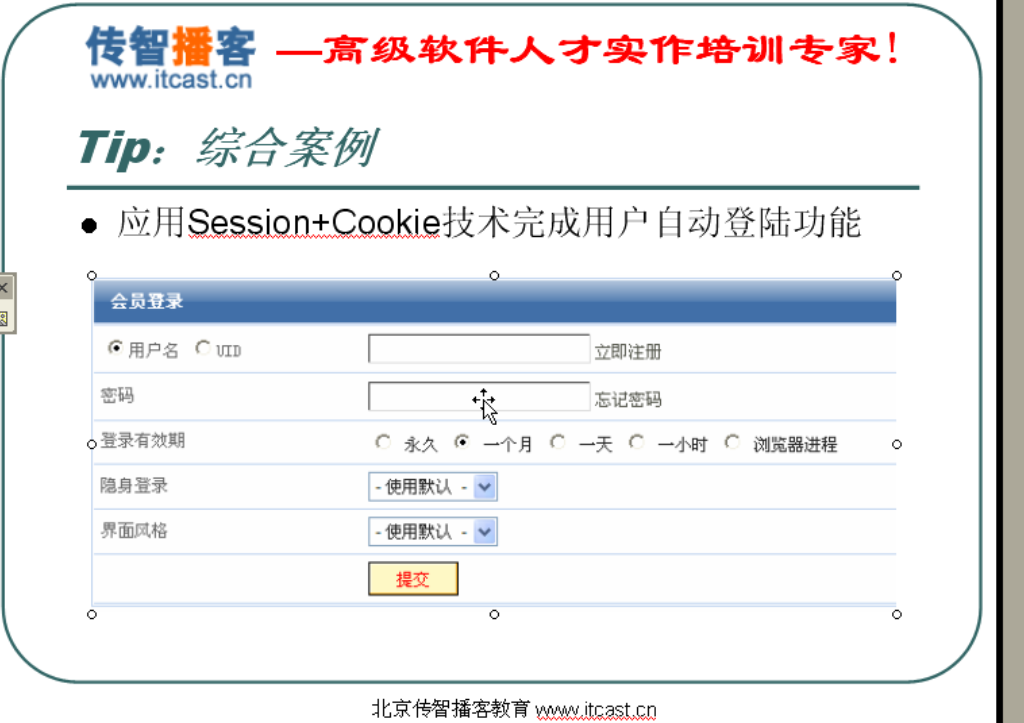 传智播客 —高级软件人才实作培训专家!
www.itcast.cn
Tip: 综合案例
● 应用Session+Cookie技术完成用户自动登陆功能
会员登录
用户名 UID 立即注册
密码 忘记密码
登录有效期 永久 一个月 一天 一小时 浏览器进程
隐身登录 - 使用默认 -
界面风格 - 使用默认 -
提交
北京传智播客教育 www.itcast.cn